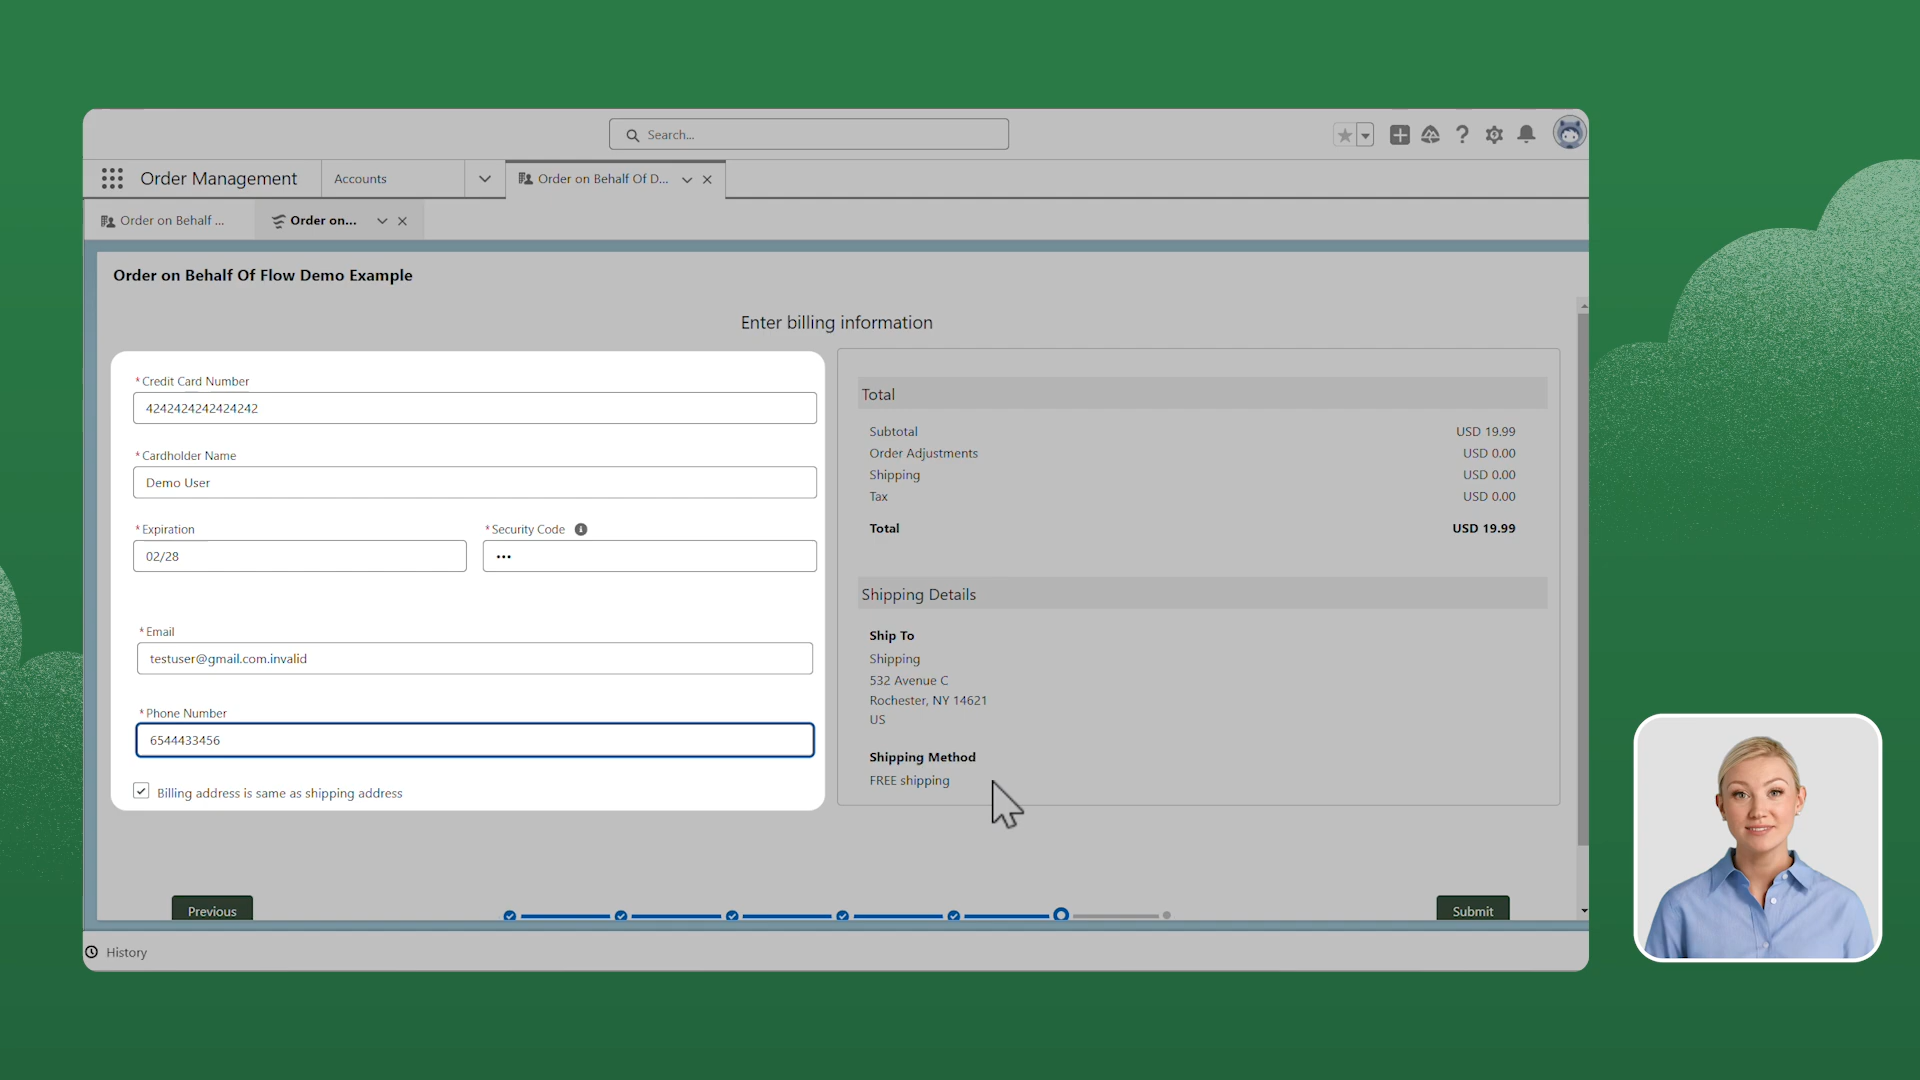 Search...
Order Management
Accounts
Order on Behalf Of D...
Order on Behalf ...
Order on...
Order on Behalf Of Flow Demo Example
Enter billing information
* Credit Card Number
4242424242424242
* Cardholder Name
Demo User
* Expiration
* Security Code
02/28
•••
* Email
testuser@gmail.com.invalid
* Phone Number
6544433456
Billing address is same as shipping address
Total
Subtotal USD 19.99
Order Adjustments USD 0.00
Shipping USD 0.00
Tax USD 0.00
Total USD 19.99
Shipping Details
Ship To
Shipping
532 Avenue C
Rochester, NY 14621
US
Shipping Method
FREE shipping
Previous
Submit
History